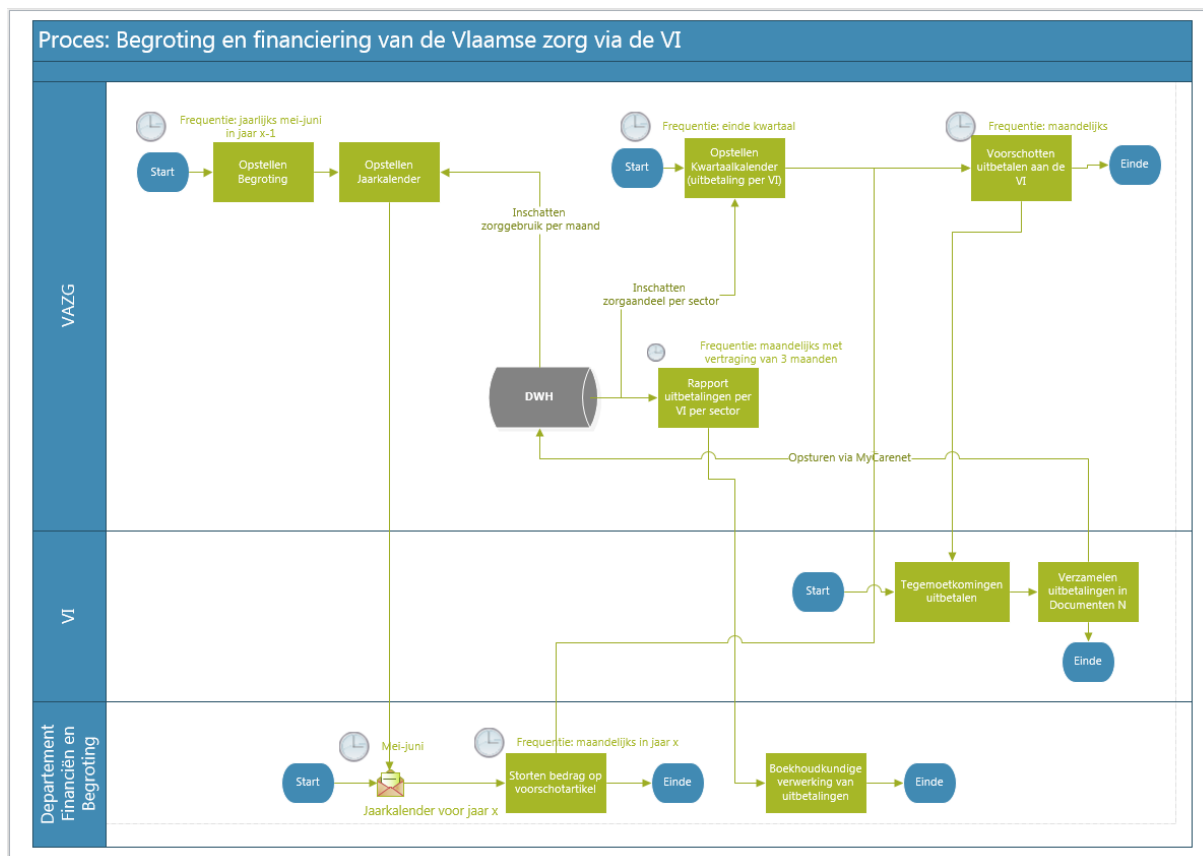 Proces: Begroting en financiering van de Vlaamse zorg via de VI
VAZG
Frequentie: jaarlijks mei-juni
in jaar x-1
Start
Opstellen
Begroting
Opstellen
Jaarkalender
Frequentie: einde kwartaal
Start
Opstellen
Kwartaalkalender
(uitbetaling per VI)
Frequentie: maandelijks
Voorschotten
uitbetalen aan de
VI
Einde
Inschatten
zorggebruik per maand
Inschatten
zorgaandeel per sector
Frequentie: maandelijks met
vertraging van 3 maanden
DWH
Rapport
uitbetalingen per
VI per sector
Opsturen via MyCarenet
VI
Start
Tegemoetkomingen
uitbetalen
Verzamelen
uitbetalingen in
Documenten N
Einde
Departement
Financiën en
Begroting
Mei-juni
Start
Jaarkalender voor jaar x
Frequentie: maandelijks in jaar x
Storten bedrag op
voorschotartikel
Einde
Boekhoudkundige
verwerking van
uitbetalingen
Einde